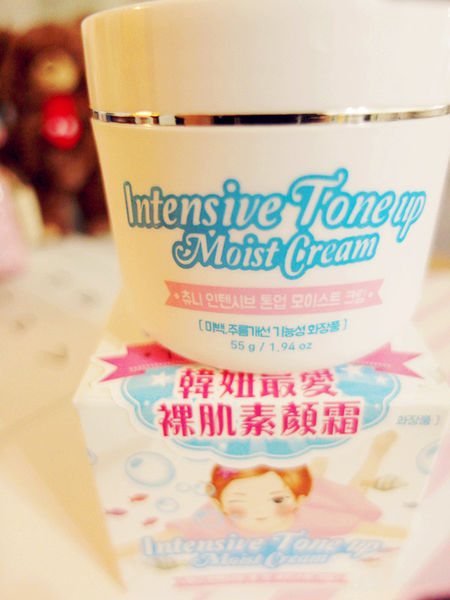 Intensive Tone up
Moist Cream
츄니 인텐시브 톤업 모이스트 크림
[ 미백,주름개선 기능성 화장품 ]
55 g / 1.94 oz
韓妞最愛
裸肌素顏霜
화장품 ]
Intensive Tone up
Moist Cream